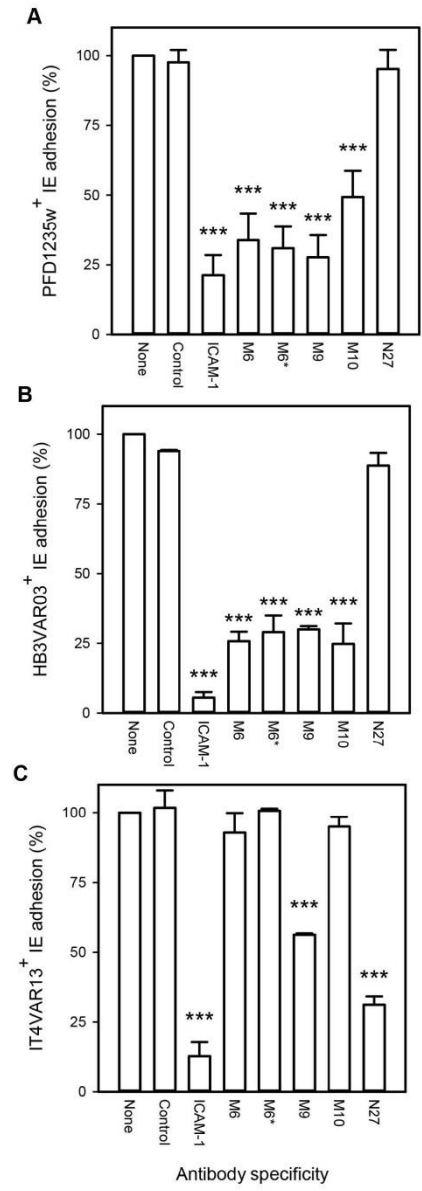 A
PFD1235w+ IE adhesion (%)
100
75
50
25
0
***
***
***
***
***
None
Control
ICAM-1
M6
M6*
M9
M10
N27
B
HB3VAR03+ IE adhesion (%)
100
75
50
25
0
***
***
***
***
***
None
Control
ICAM-1
M6
M6*
M9
M10
N27
C
IT4VAR13+ IE adhesion (%)
100
75
50
25
0
***
***
***
None
Control
ICAM-1
M6
M6*
M9
M10
N27
Antibody specificity